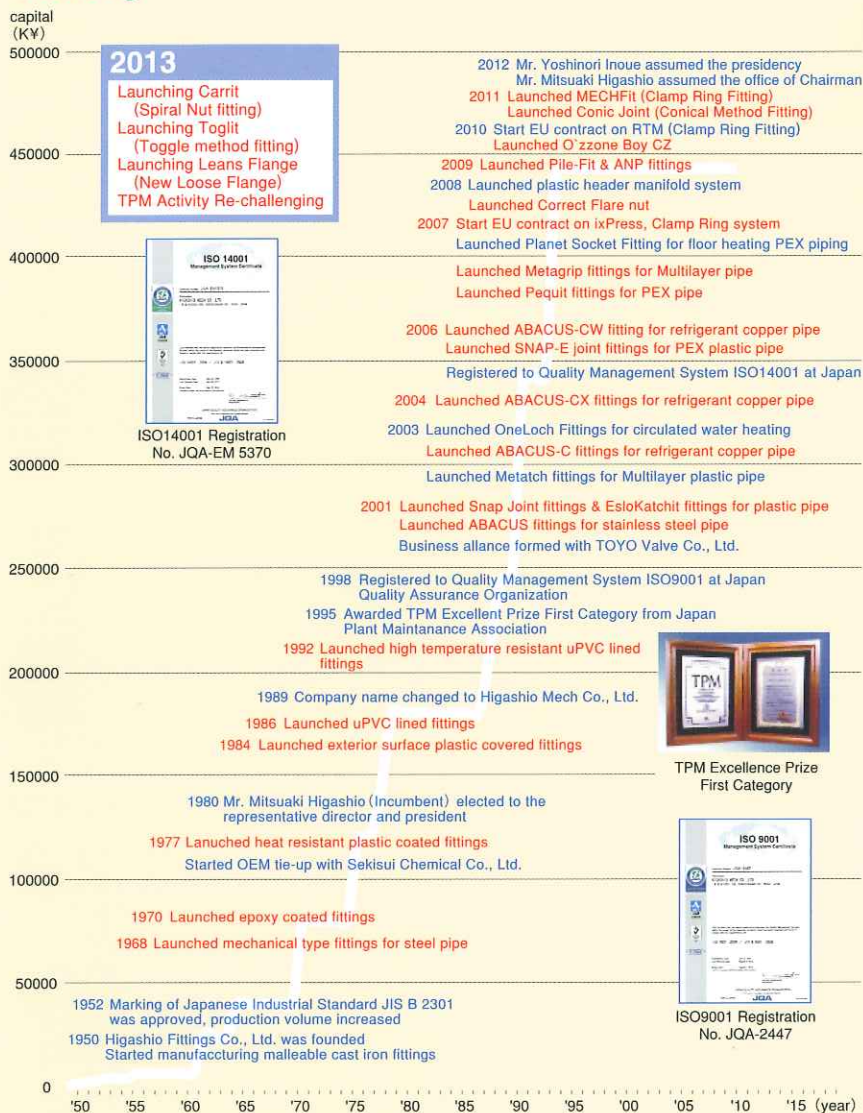 capital
(K¥)
500000
450000
400000
350000
300000
250000
200000
150000
100000
50000
0
2013
Launching Carrit
(Spiral Nut fitting)
Launching Toglit
(Toggle method fitting)
Launching Leans Flange
(New Loose Flange)
TPM Activity Re-challenging
2012 Mr. Yoshinori Inoue assumed the presidency
Mr. Mitsuaki Higashio assumed the office of Chairman
2011 Launched MECHFit (Clamp Ring Fitting)
Launched Conic Joint (Conical Method Fitting)
2010 Start EU contract on RTM (Clamp Ring Fitting)
Launched O`zzone Boy CZ
2009 Launched Pile-Fit & ANP fittings
2008 Launched plastic header manifold system
Launched Correct Flare nut
2007 Start EU contract on ixPress, Clamp Ring system
Launched Planet Socket Fitting for floor heating PEX piping
Launched Metagrip fittings for Multilayer pipe
Launched Pequit fittings for PEX pipe
2006 Launched ABACUS-CW fitting for refrigerant copper pipe
Launched SNAP-E joint fittings for PEX plastic pipe
Registered to Quality Management System ISO14001 at Japan
2004 Launched ABACUS-CX fittings for refrigerant copper pipe
2003 Launched OneLoch Fittings for circulated water heating
Launched ABACUS-C fittings for refrigerant copper pipe
Launched Metatch fittings for Multilayer plastic pipe
2001 Launched Snap Joint fittings & EsloKatchit fittings for plastic pipe
Launched ABACUS fittings for stainless steel pipe
Business alliance formed with TOYO Valve Co., Ltd.
1998 Registered to Quality Management System ISO9001 at Japan
Quality Assurance Organization
1995 Awarded TPM Excellent Prize First Category from Japan
Plant Maintanance Association
1992 Launched high temperature resistant uPVC lined
fittings
1989 Company name changed to Higashio Mech Co., Ltd.
1986 Launched uPVC lined fittings
1984 Launched exterior surface plastic covered fittings
1980 Mr. Mitsuaki Higashio (Incumbent) elected to the
representative director and president
1977 Lanuched heat resistant plastic coated fittings
Started OEM tie-up with Sekisui Chemical Co., Ltd.
1970 Launched epoxy coated fittings
1968 Launched mechanical type fittings for steel pipe
1952 Marking of Japanese Industrial Standard JIS B 2301
was approved, production volume increased
1950 Higashio Fittings Co., Ltd. was founded
Started manufaccturing malleable cast iron fittings
ISO 14001
Management System Certificate
JQA
ISO14001 Registration
No. JQA-EM 5370
TPM
TPM Excellence Prize
First Category
ISO 9001
Management System Certificate
JQA
ISO9001 Registration
No. JQA-2447
'50 '55 '60 '65 '70 '75 '80 '85 '90 '95 '00 '05 '10 '15 (year)